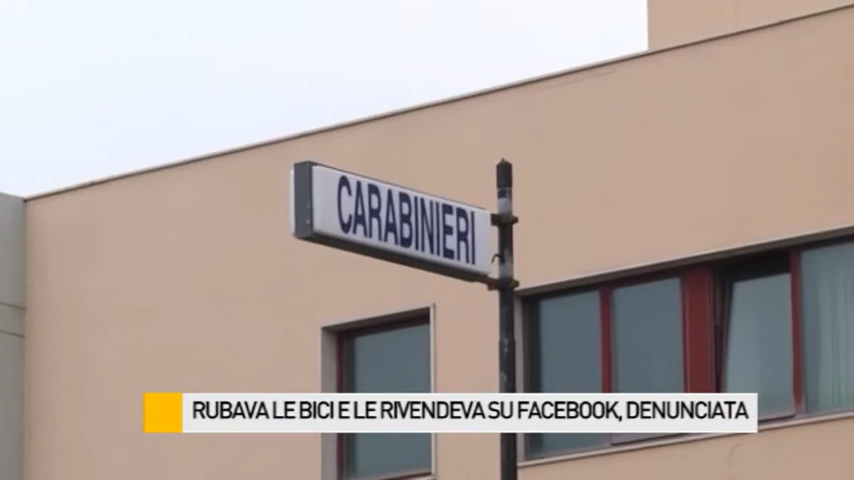 CARABINIERI
RUBAVA LE BICI E LE RIVENDEVA SU FACEBOOK, DENUNCIATA